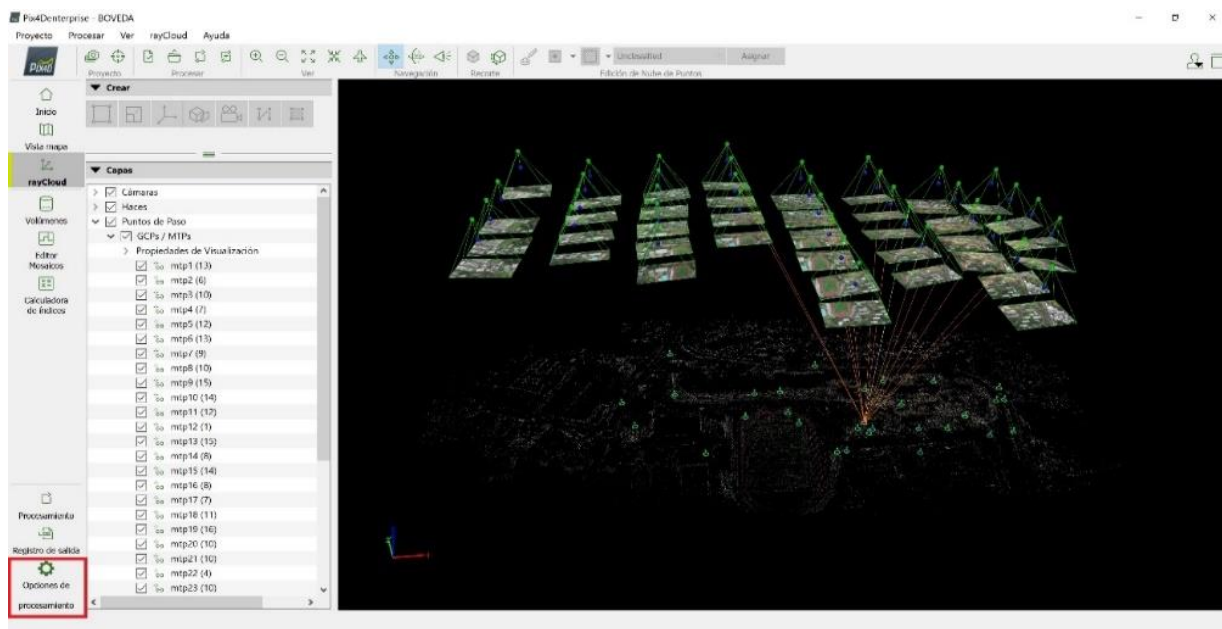 Pix4Denterprise - BOVEDA
Proyecto Procesar Ver rayCloud Ayuda
Unclassified
Asignar
Proyecto
Procesar
Ver
Navegación
Recorte
Edición de Nube de Puntos
Inicio
Vista mapa
rayCloud
Volúmenes
Editor
Mosaicos
Calculadora
de índices
Procesamiento
Registro de salida
Opciones de
procesamiento
Crear
Capas
Cámaras
Haces
Puntos de Paso
GCPs / MTPs
Propiedades de Visualización
mtp1 (13)
mtp2 (6)
mtp3 (10)
mtp4 (7)
mtp5 (12)
mtp6 (13)
mtp7 (9)
mtp8 (10)
mtp9 (15)
mtp10 (14)
mtp11 (12)
mtp12 (1)
mtp13 (15)
mtp14 (8)
mtp15 (14)
mtp16 (8)
mtp17 (7)
mtp18 (11)
mtp19 (16)
mtp20 (10)
mtp21 (10)
mtp22 (4)
mtp23 (10)